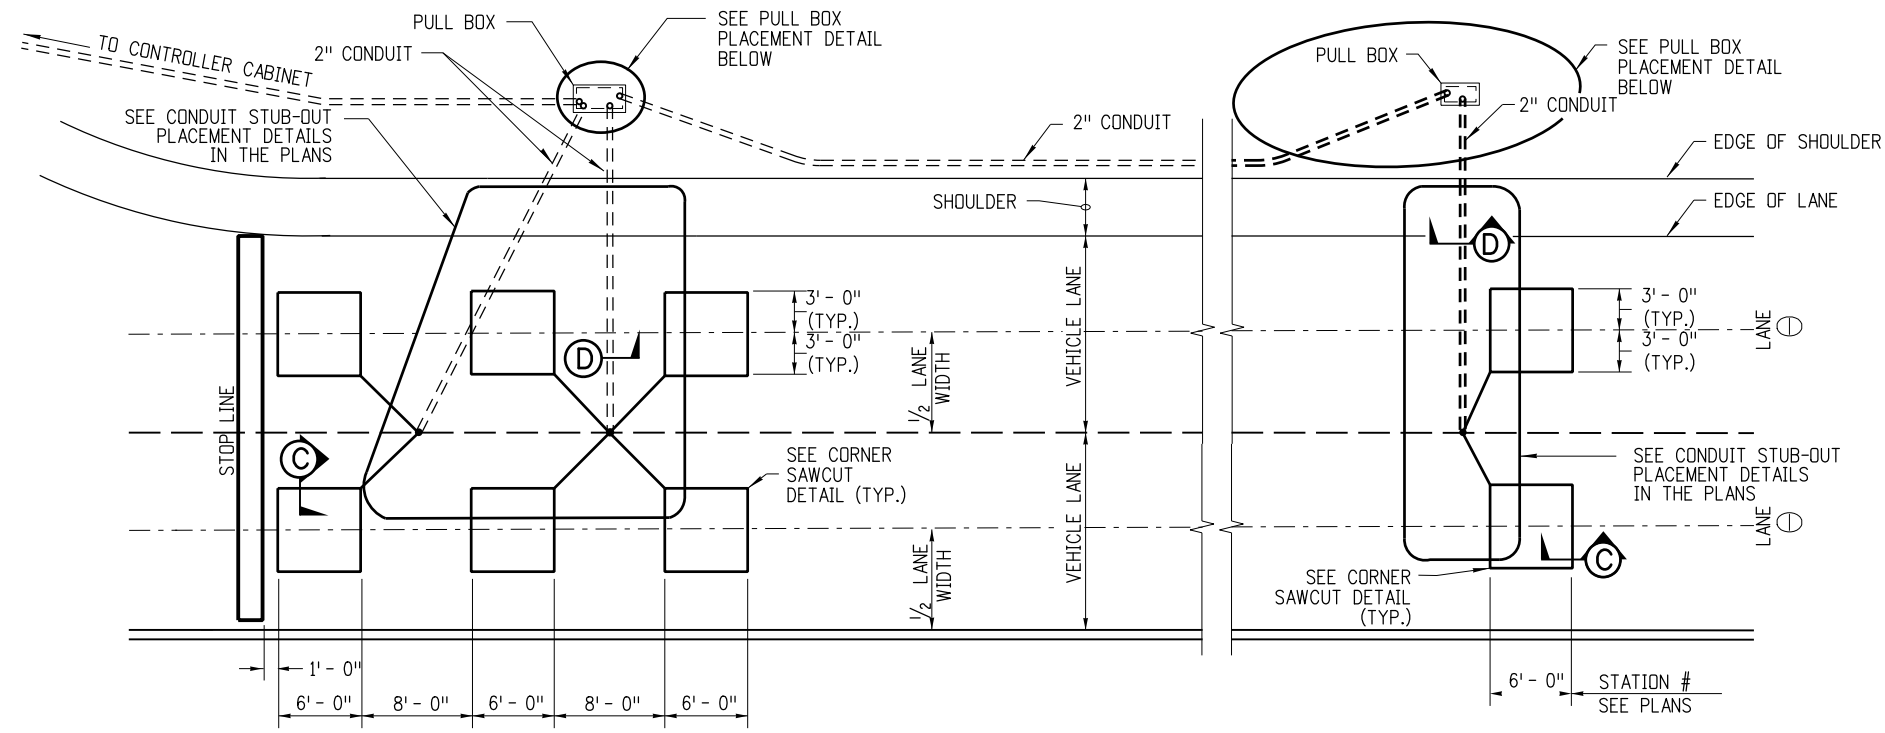 PULL BOX
SEE PULL BOX
PLACEMENT DETAIL
BELOW
TO CONTROLLER CABINET
2" CONDUIT
SEE CONDUIT STUB-OUT
PLACEMENT DETAILS
IN THE PLANS
2" CONDUIT
PULL BOX
SEE PULL BOX
PLACEMENT DETAIL
BELOW
2" CONDUIT
EDGE OF SHOULDER
SHOULDER
EDGE OF LANE
D
3'-0"
(TYP.)
3'-0"
(TYP.)
D
1/2 LANE
WIDTH
VEHICLE LANE
3'-0"
(TYP.)
3'-0"
(TYP.)
LANE 1
STOP LINE
C
SEE CORNER
SAWCUT
DETAIL (TYP.)
1/2 LANE
WIDTH
VEHICLE LANE
SEE CONDUIT STUB-OUT
PLACEMENT DETAILS
IN THE PLANS
LANE 1
C
SEE CORNER
SAWCUT DETAIL
(TYP.)
1'-0"
6'-0"
8'-0"
6'-0"
8'-0"
6'-0"
6'-0"
STATION #
SEE PLANS